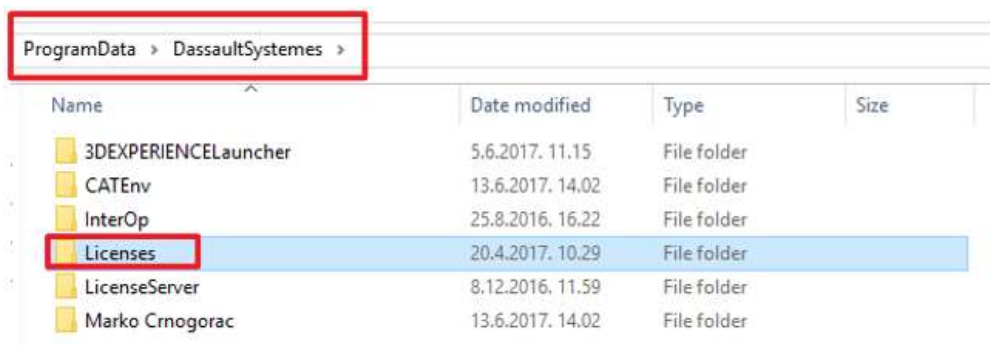 ProgramData > DassaultSystemes >
Name Date modified Type Size
3DEXPERIENCELauncher 5.6.2017. 11.15 File folder
CATEnv 13.6.2017. 14.02 File folder
InterOp 25.8.2016. 16.22 File folder
Licenses 20.4.2017. 10.29 File folder
LicenseServer 8.12.2016. 11.59 File folder
Marko Crnogorac 13.6.2017. 14.02 File folder